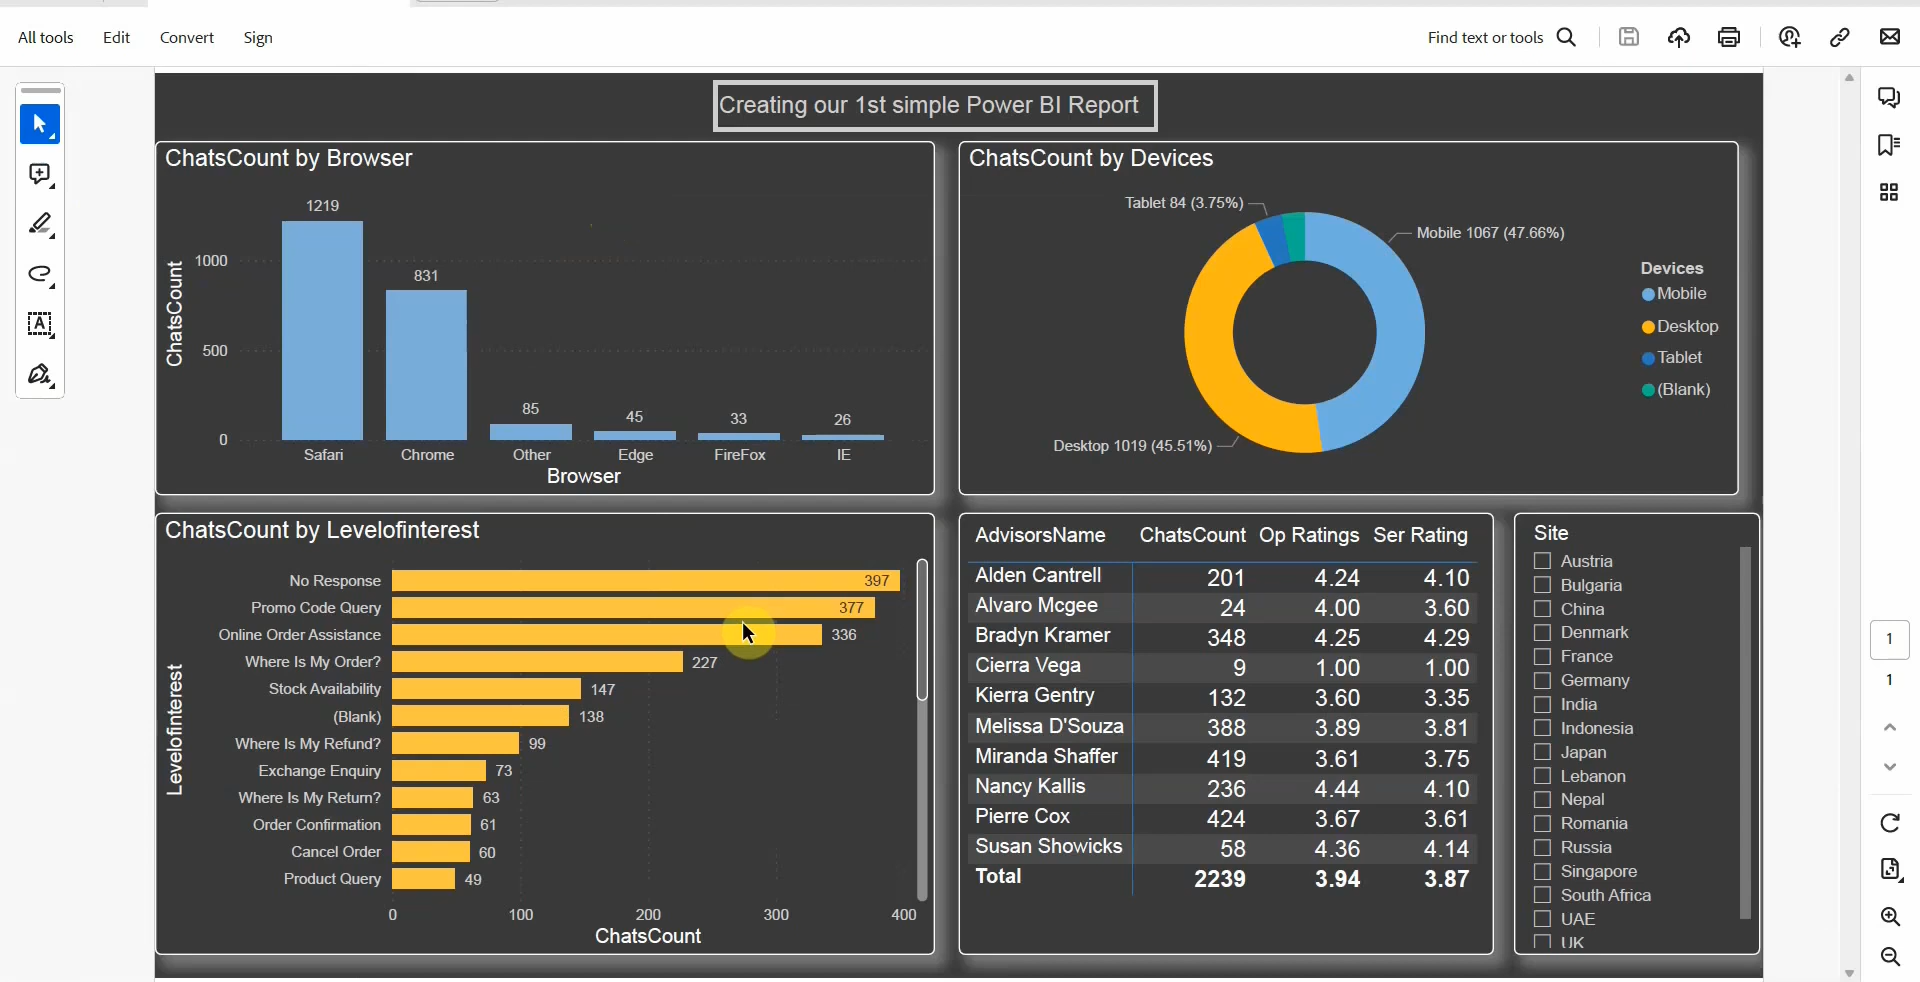 All tools Edit Convert Sign Find text or tools
Creating our 1st simple Power BI Report
ChatsCount by Browser
1219
831
85
45
33
26
1000
500
0
ChatsCount
Safari Chrome Other Edge FireFox IE
Browser
ChatsCount by Devices
Tablet 84 (3.75%)
Mobile 1067 (47.66%)
Desktop 1019 (45.51%)
Devices
Mobile
Desktop
Tablet
(Blank)
ChatsCount by Levelofinterest
Levelofinterest
No Response 397
Promo Code Query 377
Online Order Assistance 336
Where Is My Order? 227
Stock Availability 147
(Blank) 138
Where Is My Refund? 99
Exchange Enquiry 73
Where Is My Return? 63
Order Confirmation 61
Cancel Order 60
Product Query 49
0 100 200 300 400
ChatsCount
AdvisorsName ChatsCount Op Ratings Ser Rating
Alden Cantrell 201 4.24 4.10
Alvaro Mcgee 24 4.00 3.60
Bradyn Kramer 348 4.25 4.29
Cierra Vega 9 1.00 1.00
Kierra Gentry 132 3.60 3.35
Melissa D'Souza 388 3.89 3.81
Miranda Shaffer 419 3.61 3.75
Nancy Kallis 236 4.44 4.10
Pierre Cox 424 3.67 3.61
Susan Showicks 58 4.36 4.14
Total 2239 3.94 3.87
Site
Austria
Bulgaria
China
Denmark
France
Germany
India
Indonesia
Japan
Lebanon
Nepal
Romania
Russia
Singapore
South Africa
UAE
UK
1
1